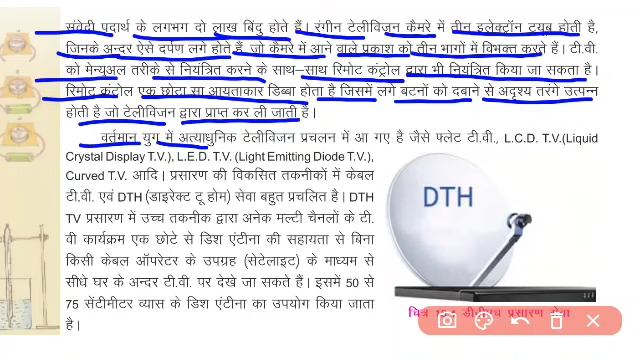 संवेदी पदार्थ के लगभग दो लाख बिंदु होते हैं। रंगीन टेलीविजन कैमरे में तीन इलेक्ट्रॉन ट्यूब होती है,
जिनके अन्दर ऐसे दर्पण लगे होते हैं, जो कैमरे में आने वाले प्रकाश को तीन भागों में विभक्त करते हैं। टी.वी.
को मेन्यूअल तरीके से नियंत्रित करने के साथ–साथ रिमोट कंट्रोल द्वारा भी नियंत्रित किया जा सकता है।
रिमोट कंट्रोल एक छोटा सा आयताकार डिब्बा होता है जिसमें लगे बटनों को दबाने से अदृश्य तरंगे उत्पन्न
होती है जो टेलीविजन द्वारा प्राप्त कर ली जाती हैं।
वर्तमान युग में अत्याधुनिक टेलीविजन प्रचलन में आ गए है जैसे फ्लेट टी.वी., L.C.D. T.V.(Liquid
Crystal Display T.V.), L.E.D. T.V. (Light Emitting Diode T.V.),
Curved T.V. आदि। प्रसारण की विकसित तकनीकों में केबल
टी.वी. एवं DTH (डाइरेक्ट टू होम) सेवा बहुत प्रचलित है। DTH
TV प्रसारण में उच्च तकनीक द्वारा अनेक मल्टी चैनलों के टी.
वी कार्यक्रम एक छोटे से डिश एंटीना की सहायता से बिना
किसी केबल ऑपरेटर के उपग्रह (सेटेलाइट) के माध्यम से
सीधे घर के अन्दर टी.वी. पर देखे जा सकते हैं। इसमें 50 से
75 सेंटीमीटर व्यास के डिश एंटीना का उपयोग किया जाता
है।
DTH
चित्र डीटीएच प्रसारण सेवा